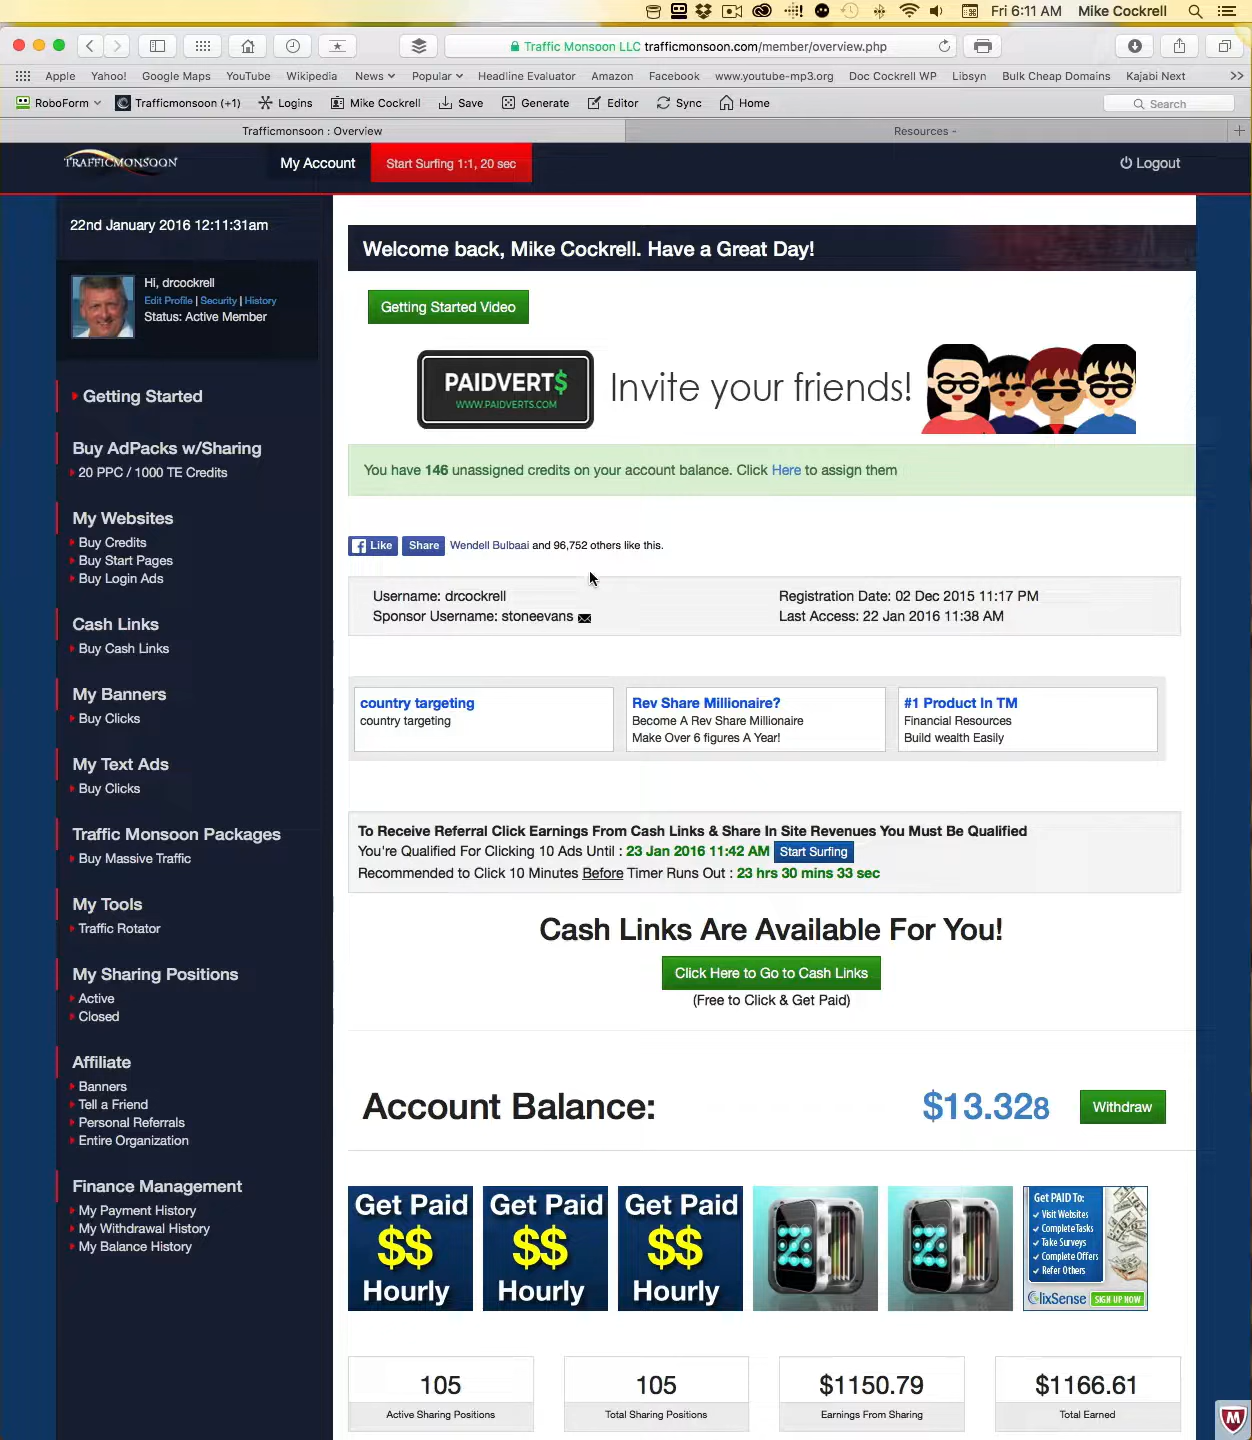 Fri 6:11 AM Mike Cockrell
Traffic Monsoon LLC trafficmonsoon.com/member/overview.php
Apple Yahoo! Google Maps YouTube Wikipedia News Popular Headline Evaluator Amazon Facebook www.youtube-mp3.org Doc Cockrell WP Libsyn Bulk Cheap Domains Kajabi Next
RoboForm Trafficmonsoon (+1) Logins Mike Cockrell Save Generate Editor Sync Home Search
Trafficmonsoon : Overview Resources -
TRAFFICMONSOON My Account Start Surfing 1:1, 20 sec Logout
22nd January 2016 12:11:31am
Hi, drcockrell
Edit Profile | Security | History
Status: Active Member
Getting Started
Buy AdPacks w/Sharing
20 PPC / 1000 TE Credits
My Websites
Buy Credits
Buy Start Pages
Buy Login Ads
Cash Links
Buy Cash Links
My Banners
Buy Clicks
My Text Ads
Buy Clicks
Traffic Monsoon Packages
Buy Massive Traffic
My Tools
Traffic Rotator
My Sharing Positions
Active
Closed
Affiliate
Banners
Tell a Friend
Personal Referrals
Entire Organization
Finance Management
My Payment History
My Withdrawal History
My Balance History
Welcome back, Mike Cockrell. Have a Great Day!
Getting Started Video
PAIDVERT$
WWW.PAIDVERTS.COM
Invite your friends!
You have 146 unassigned credits on your account balance. Click Here to assign them
Like Share Wendell Bulbaai and 96,752 others like this.
Username: drcockrell Registration Date: 02 Dec 2015 11:17 PM
Sponsor Username: stoneevans Last Access: 22 Jan 2016 11:38 AM
country targeting
country targeting
Rev Share Millionaire?
Become A Rev Share Millionaire
Make Over 6 figures A Year!
#1 Product In TM
Financial Resources
Build wealth Easily
To Receive Referral Click Earnings From Cash Links & Share In Site Revenues You Must Be Qualified
You're Qualified For Clicking 10 Ads Until : 23 Jan 2016 11:42 AM Start Surfing
Recommended to Click 10 Minutes Before Timer Runs Out : 23 hrs 30 mins 33 sec
Cash Links Are Available For You!
Click Here to Go to Cash Links
(Free to Click & Get Paid)
Account Balance: $13.328 Withdraw
Get Paid
$$
Hourly
Get Paid
$$
Hourly
Get Paid
$$
Hourly
Get PAID To:
Visit Websites
Complete Tasks
Take Surveys
Complete Offers
Refer Others
ClixSense SIGN UP NOW
105
Active Sharing Positions
105
Total Sharing Positions
$1150.79
Earnings From Sharing
$1166.61
Total Earned